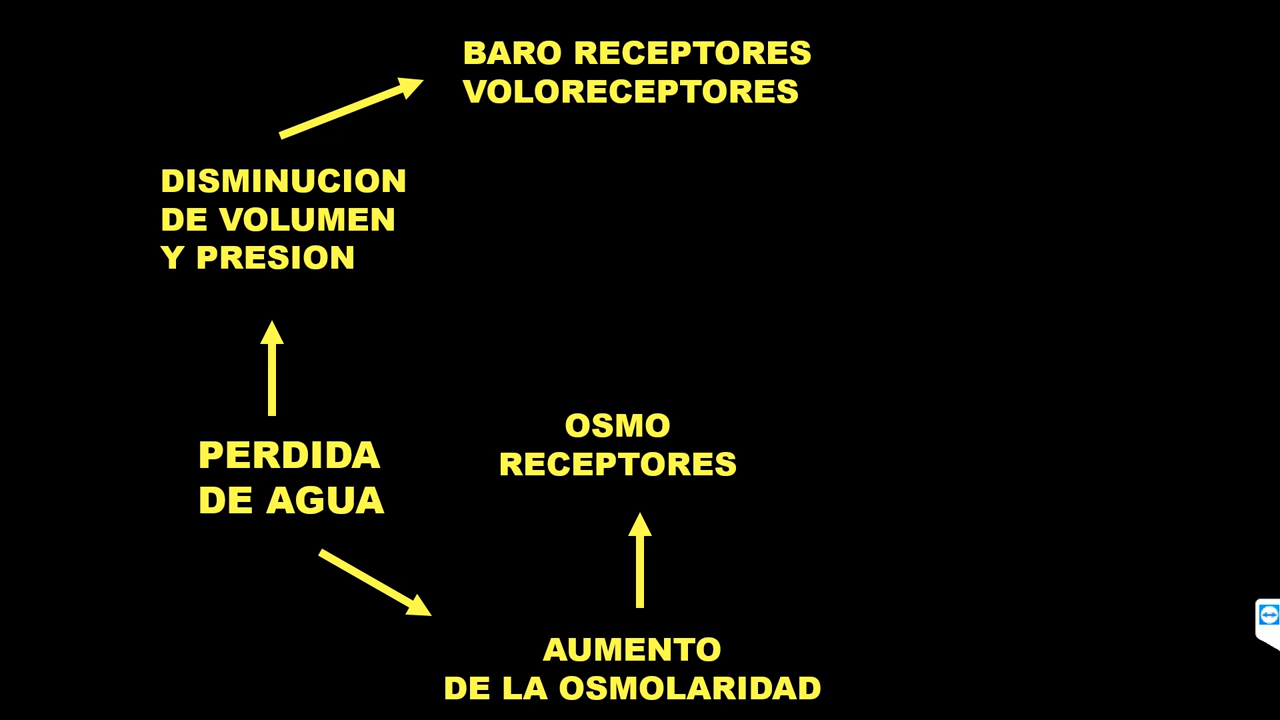 BARO RECEPTORES
VOLORECEPTORES
DISMINUCION
DE VOLUMEN
Y PRESION
PERDIDA
DE AGUA
OSMO
RECEPTORES
AUMENTO
DE LA OSMOLARIDAD